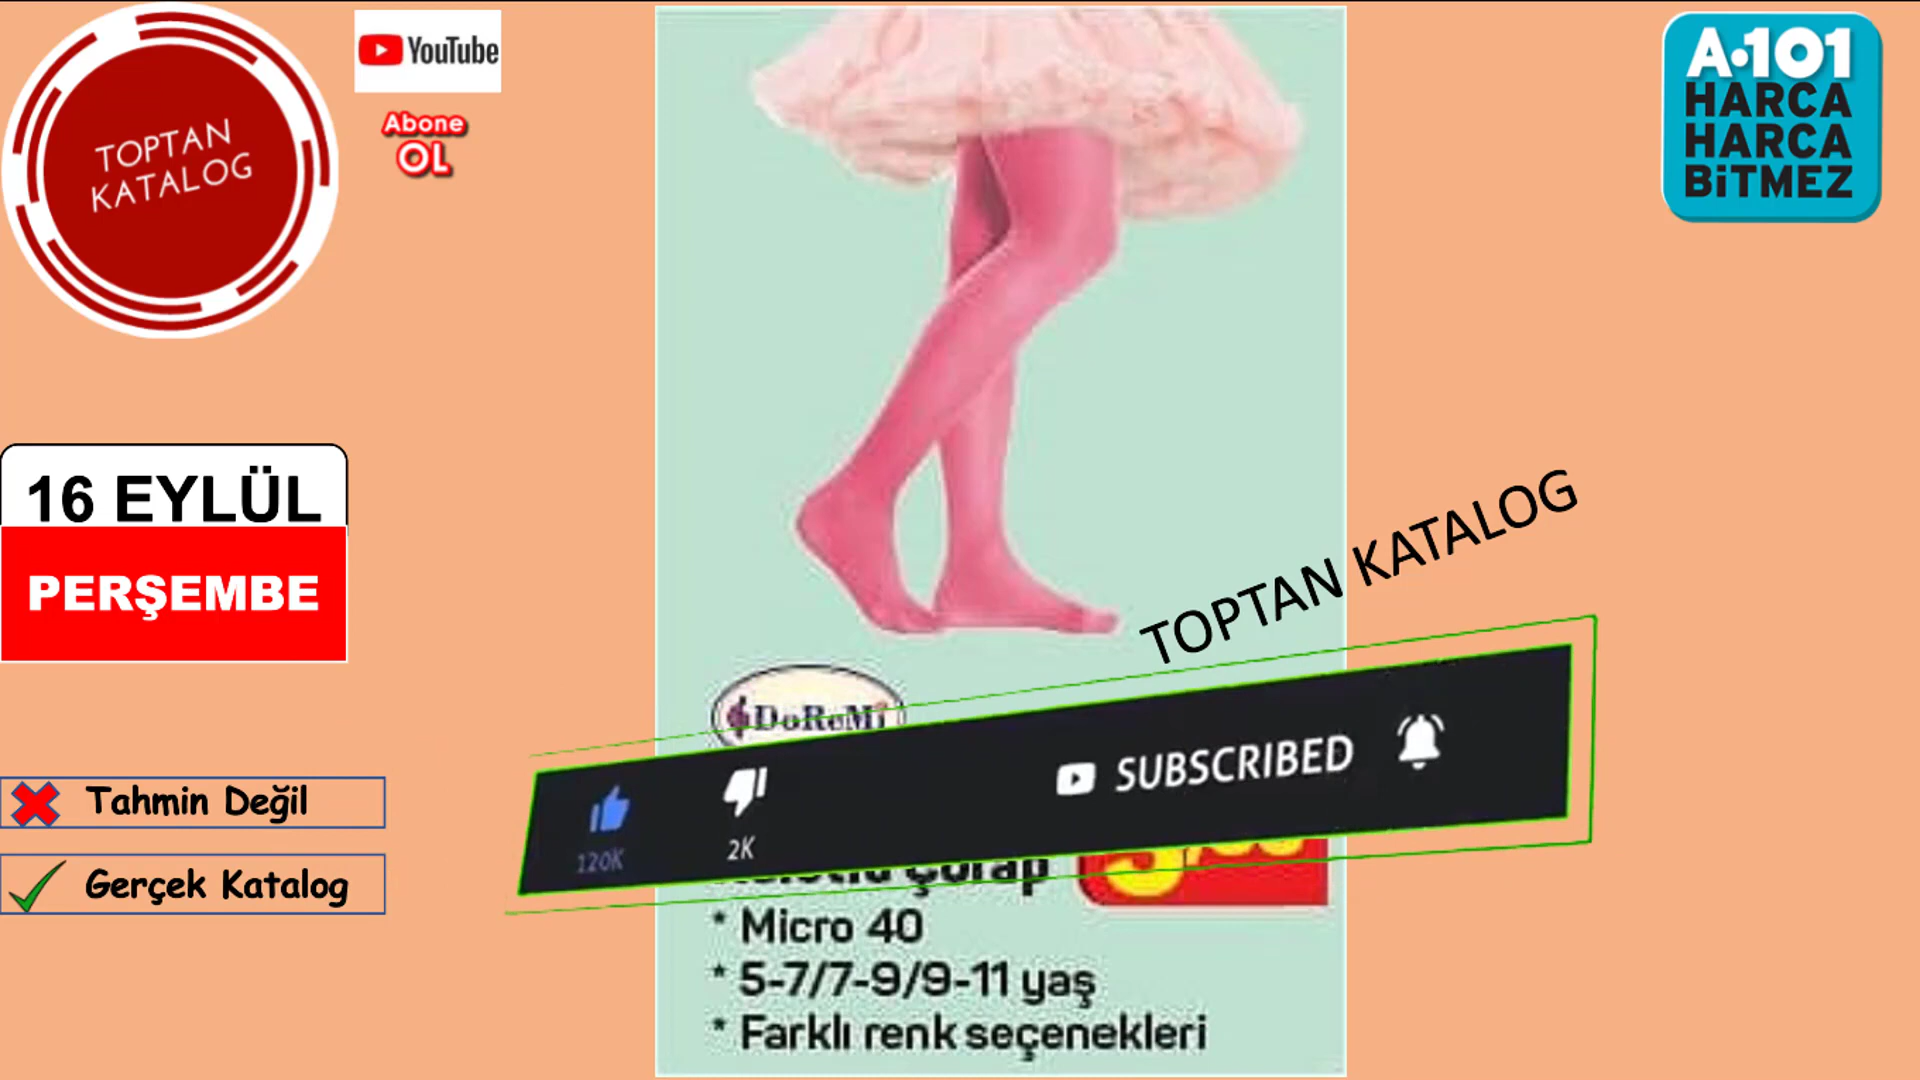 TOPTAN
KATALOG
YouTube
Abone
OL
A101
HARCA
HARCA
BiTMEZ
16 EYLÜL
PERŞEMBE
Tahmin Değil
Gerçek Katalog
TOPTAN KATALOG
DoReMi
120K
2K
SUBSCRIBED
Çorap
* Micro 40
* 5-7/7-9/9-11 yaş
* Farklı renk seçenekleri